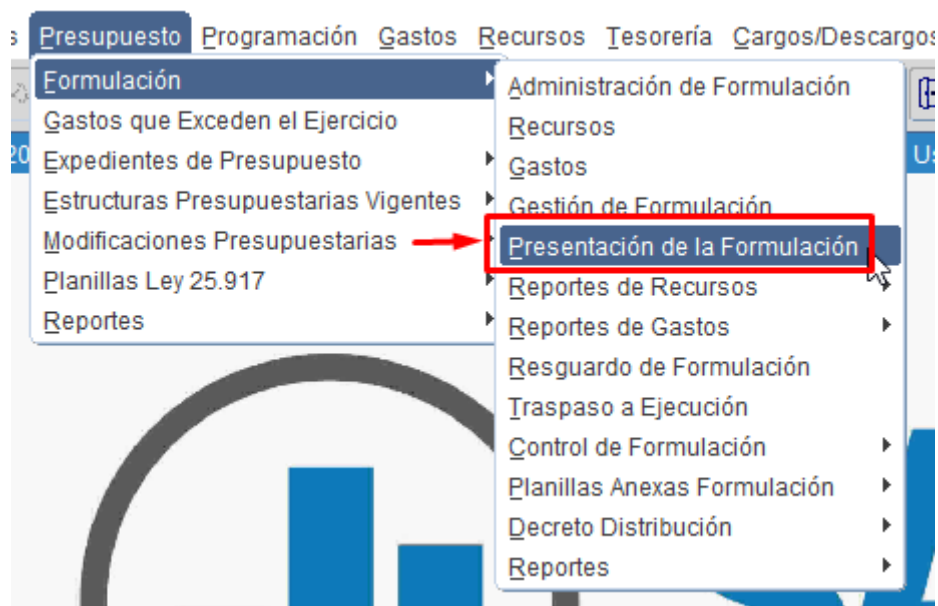 s Presupuesto Programación Gastos Recursos Tesorería Cargos/Descargos
Formulación
Gastos que Exceden el Ejercicio
Expedientes de Presupuesto
Estructuras Presupuestarias Vigentes
Modificaciones Presupuestarias
Planillas Ley 25.917
Reportes
Administración de Formulación
Recursos
Gastos
Gestión de Formulación
Presentación de la Formulación
Reportes de Recursos
Reportes de Gastos
Resguardo de Formulación
Traspaso a Ejecución
Control de Formulación
Planillas Anexas Formulación
Decreto Distribución
Reportes
20
Us